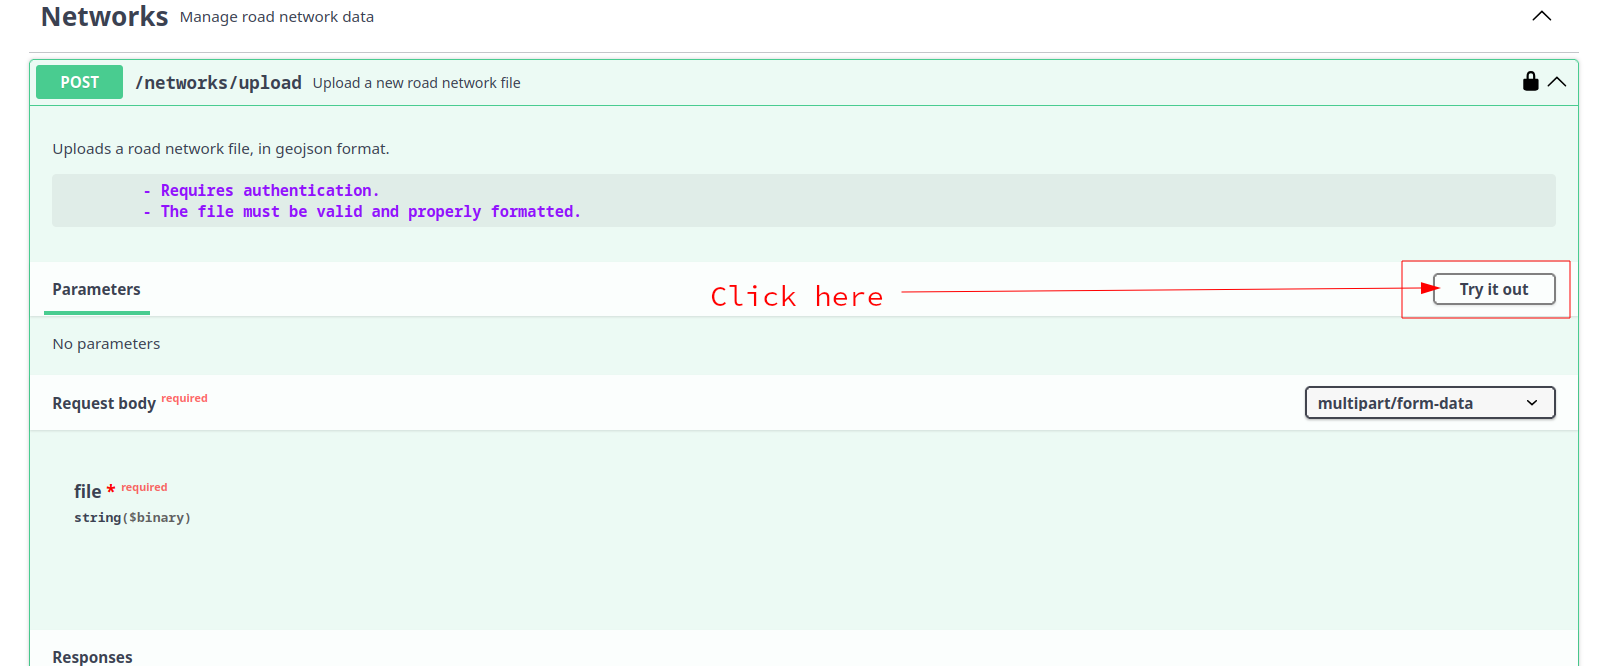 Networks Manage road network data
POST /networks/upload Upload a new road network file
Uploads a road network file, in geojson format.
- Requires authentication.
- The file must be valid and properly formatted.
Parameters Click here Try it out
No parameters
Request body required multipart/form-data
file * required
string($binary)
Responses